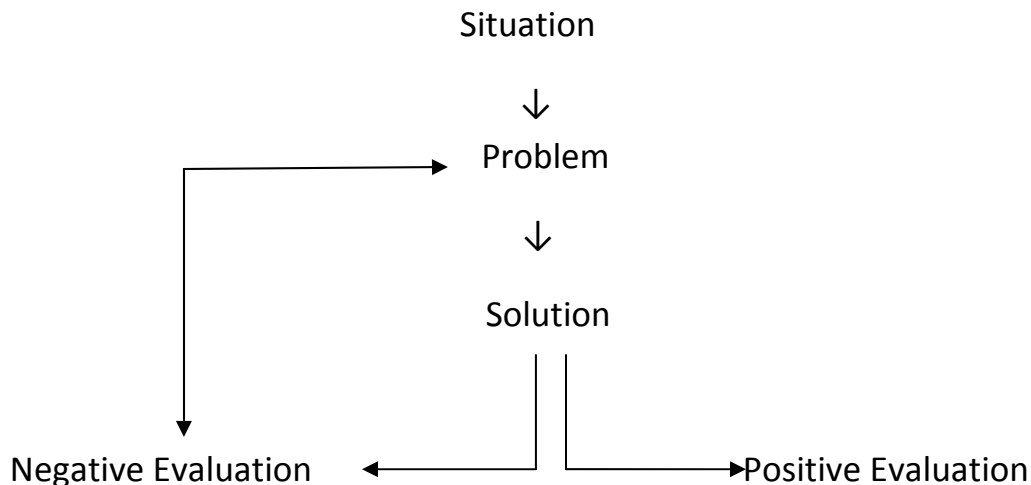 Situation
Problem
Solution
Negative Evaluation
Positive Evaluation